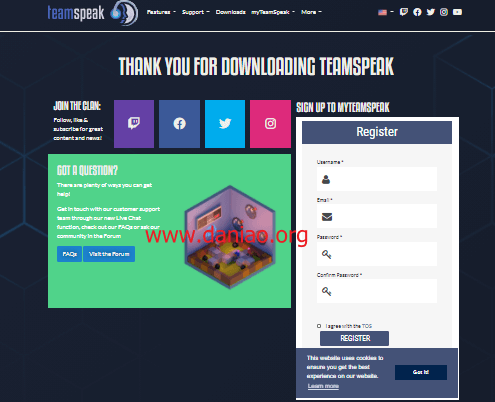 teamspeak
Features Support Downloads myTeamSpeak More
THANK YOU FOR DOWNLOADING TEAMSPEAK
JOIN THE CLAN:
Follow, like &
subscribe for great
content and news!
GOT A QUESTION?
There are plenty of ways you can get
help!
Get in touch with our customer support
team through our new Live Chat
function, check out our FAQs or ask our
community in the Forum
FAQs Visit the Forum
www.daniao.org
SIGN UP TO MYTEAMSPEAK
Register
Username *
Email *
Password *
Confirm Password *
I agree with the TOS
REGISTER
This website uses cookies to
ensure you get the best
experience on our website.
Learn more
Got it!